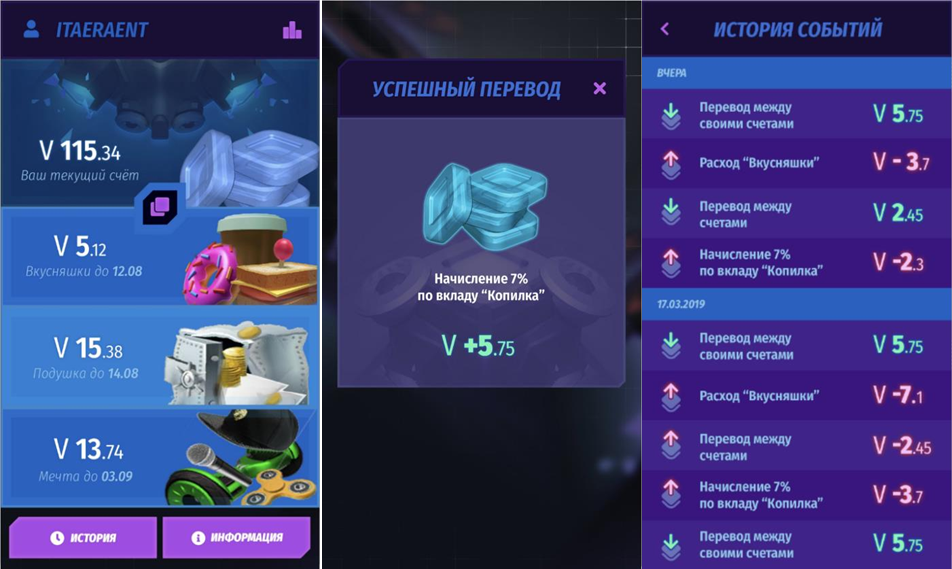 ITAERAENT
V 115.34
Ваш текущий счёт
V 5.12
Вкусняшки до 12.08
V 15.38
Подушка до 14.08
V 13.74
Мечта до 03.09
ИСТОРИЯ
ИНФОРМАЦИЯ
УСПЕШНЫЙ ПЕРЕВОД
Начисление 7%
по вкладу “Копилка”
V +5.75
ИСТОРИЯ СОБЫТИЙ
ВЧЕРА
Перевод между
своими счетами
V 5.75
Расход “Вкусняшки”
V - 3.7
Перевод между
счетами
V 2.45
Начисление 7%
по вкладу “Копилка”
V -2.3
17.03.2019
Перевод между
своими счетами
V 5.75
Расход “Вкусняшки”
V -7.1
Перевод между
счетами
V -2.45
Начисление 7%
по вкладу “Копилка”
V -3.7
Перевод между
своими счетами
V 5.75